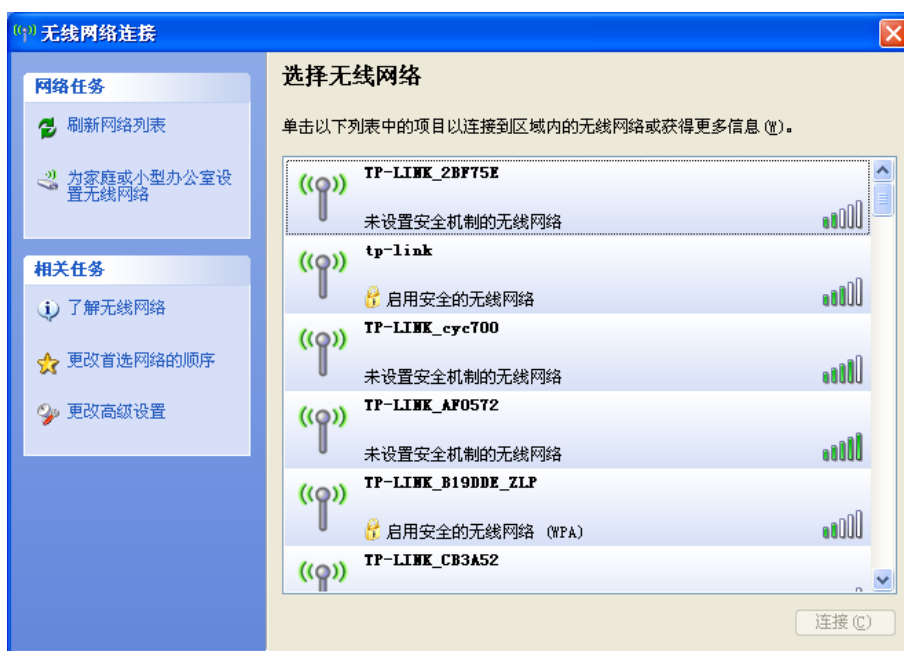 无线网络连接
网络任务
刷新网络列表
为家庭或小型办公室设
置无线网络
相关任务
了解无线网络
更改首选网络的顺序
更改高级设置
选择无线网络
单击以下列表中的项目以连接到区域内的无线网络或获得更多信息(W)。
TP-LINK_2BF75E
未设置安全机制的无线网络
tp-link
启用安全的无线网络
TP-LINK_cyc700
未设置安全机制的无线网络
TP-LINK_AF0572
未设置安全机制的无线网络
TP-LINK_B19DDE_ZLP
启用安全的无线网络 (WPA)
TP-LINK_CB3A52
连接(C)